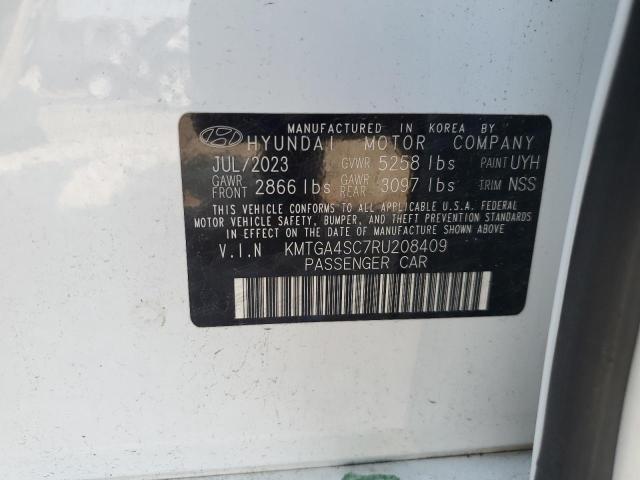 MANUFACTURED IN KOREA BY
HYUNDAI MOTOR COMPANY
JUL/2023 GVWR 5258 lbs PAINT UYH
GAWR FRONT 2866 lbs GAWR REAR 3097 lbs TRIM NSS
THIS VEHICLE CONFORMS TO ALL APPLICABLE U.S.A. FEDERAL
MOTOR VEHICLE SAFETY, BUMPER, AND THEFT PREVENTION STANDARDS
IN EFFECT ON THE DATE OF MANUFACTURE SHOWN ABOVE
V.I.N KMTGA4SC7RU208409
PASSENGER CAR